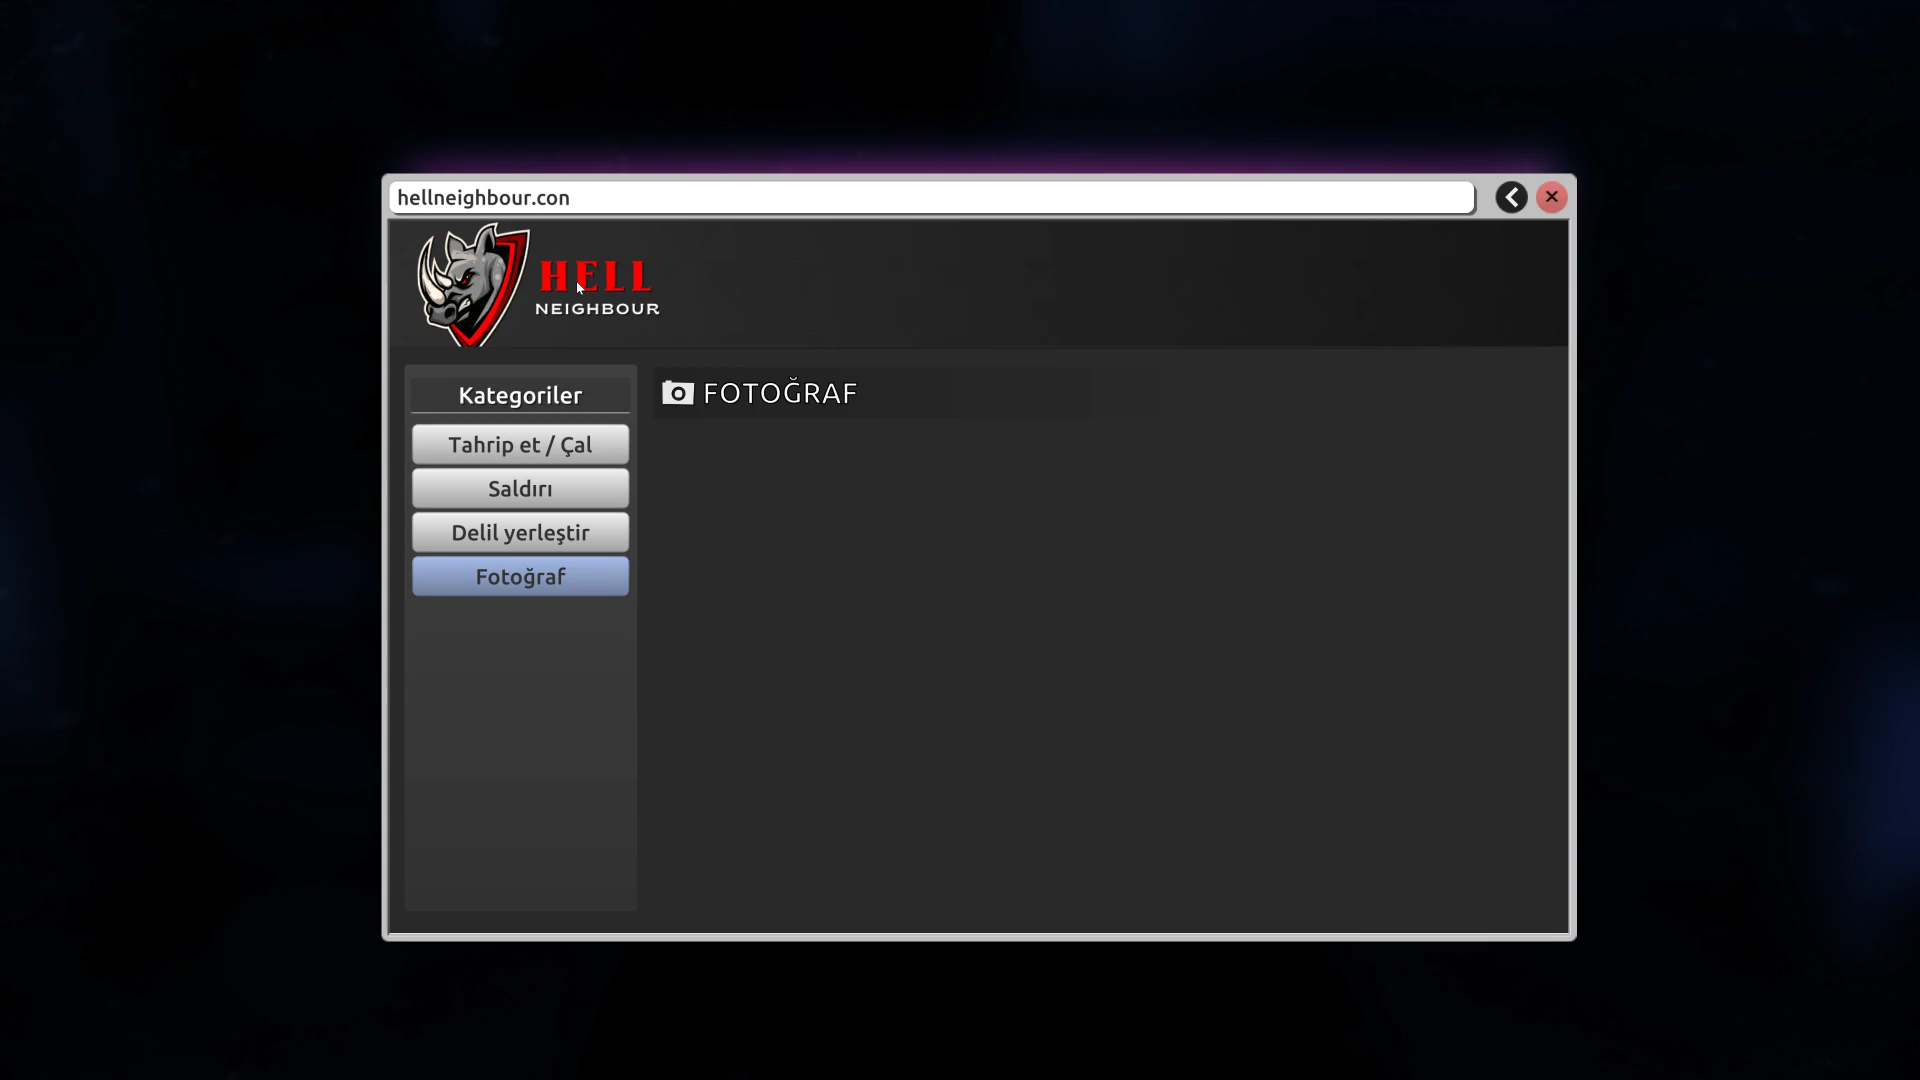 hellneighbour.con
HELL
NEIGHBOUR
Kategoriler
Tahrip et / Çal
Saldırı
Delil yerleştir
Fotoğraf
FOTOĞRAF